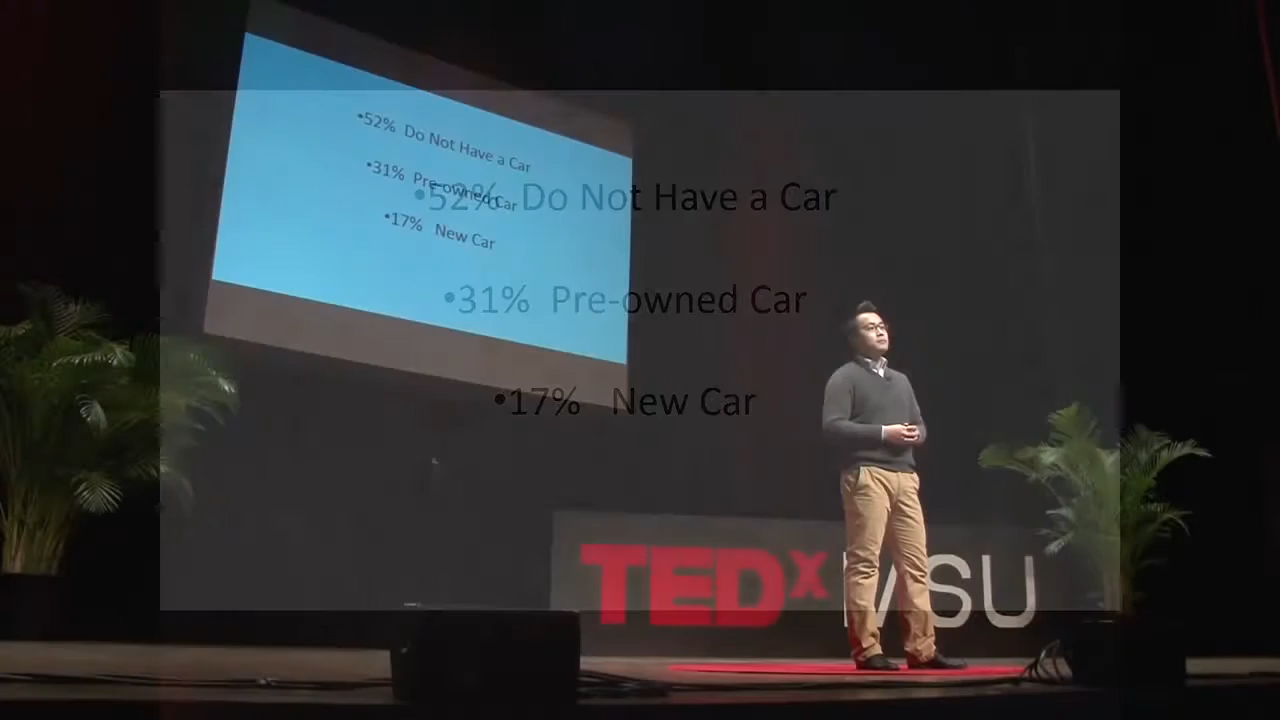 •52% Do Not Have a Car
•31% Pre-owned Car
•17% New Car
•52% Do Not Have a Car
•31% Pre-owned Car
•17% New Car
TEDx MSU